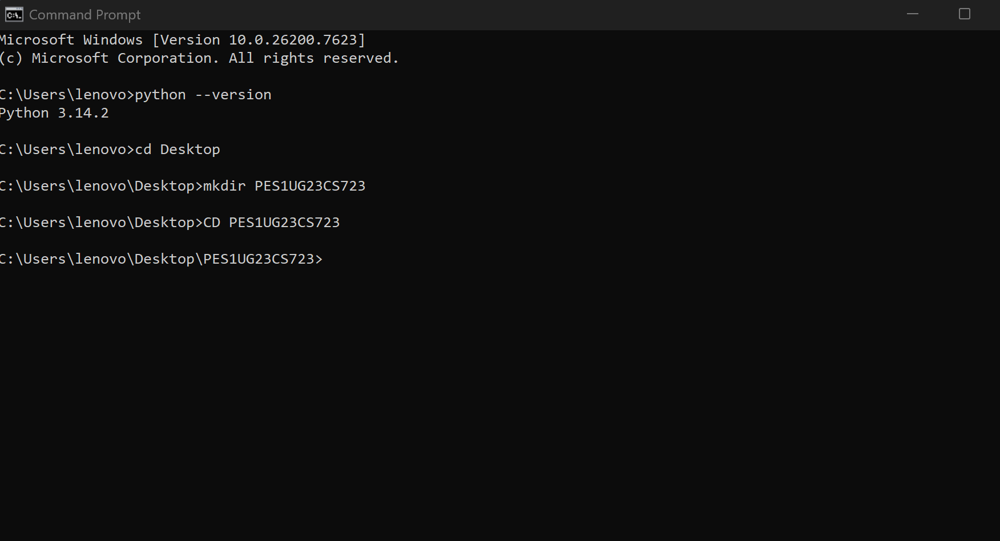 Command Prompt
Microsoft Windows [Version 10.0.26200.7623]
(c) Microsoft Corporation. All rights reserved.
C:\Users\lenovo>python --version
Python 3.14.2
C:\Users\lenovo>cd Desktop
C:\Users\lenovo\Desktop>mkdir PES1UG23CS723
C:\Users\lenovo\Desktop>CD PES1UG23CS723
C:\Users\lenovo\Desktop\PES1UG23CS723>